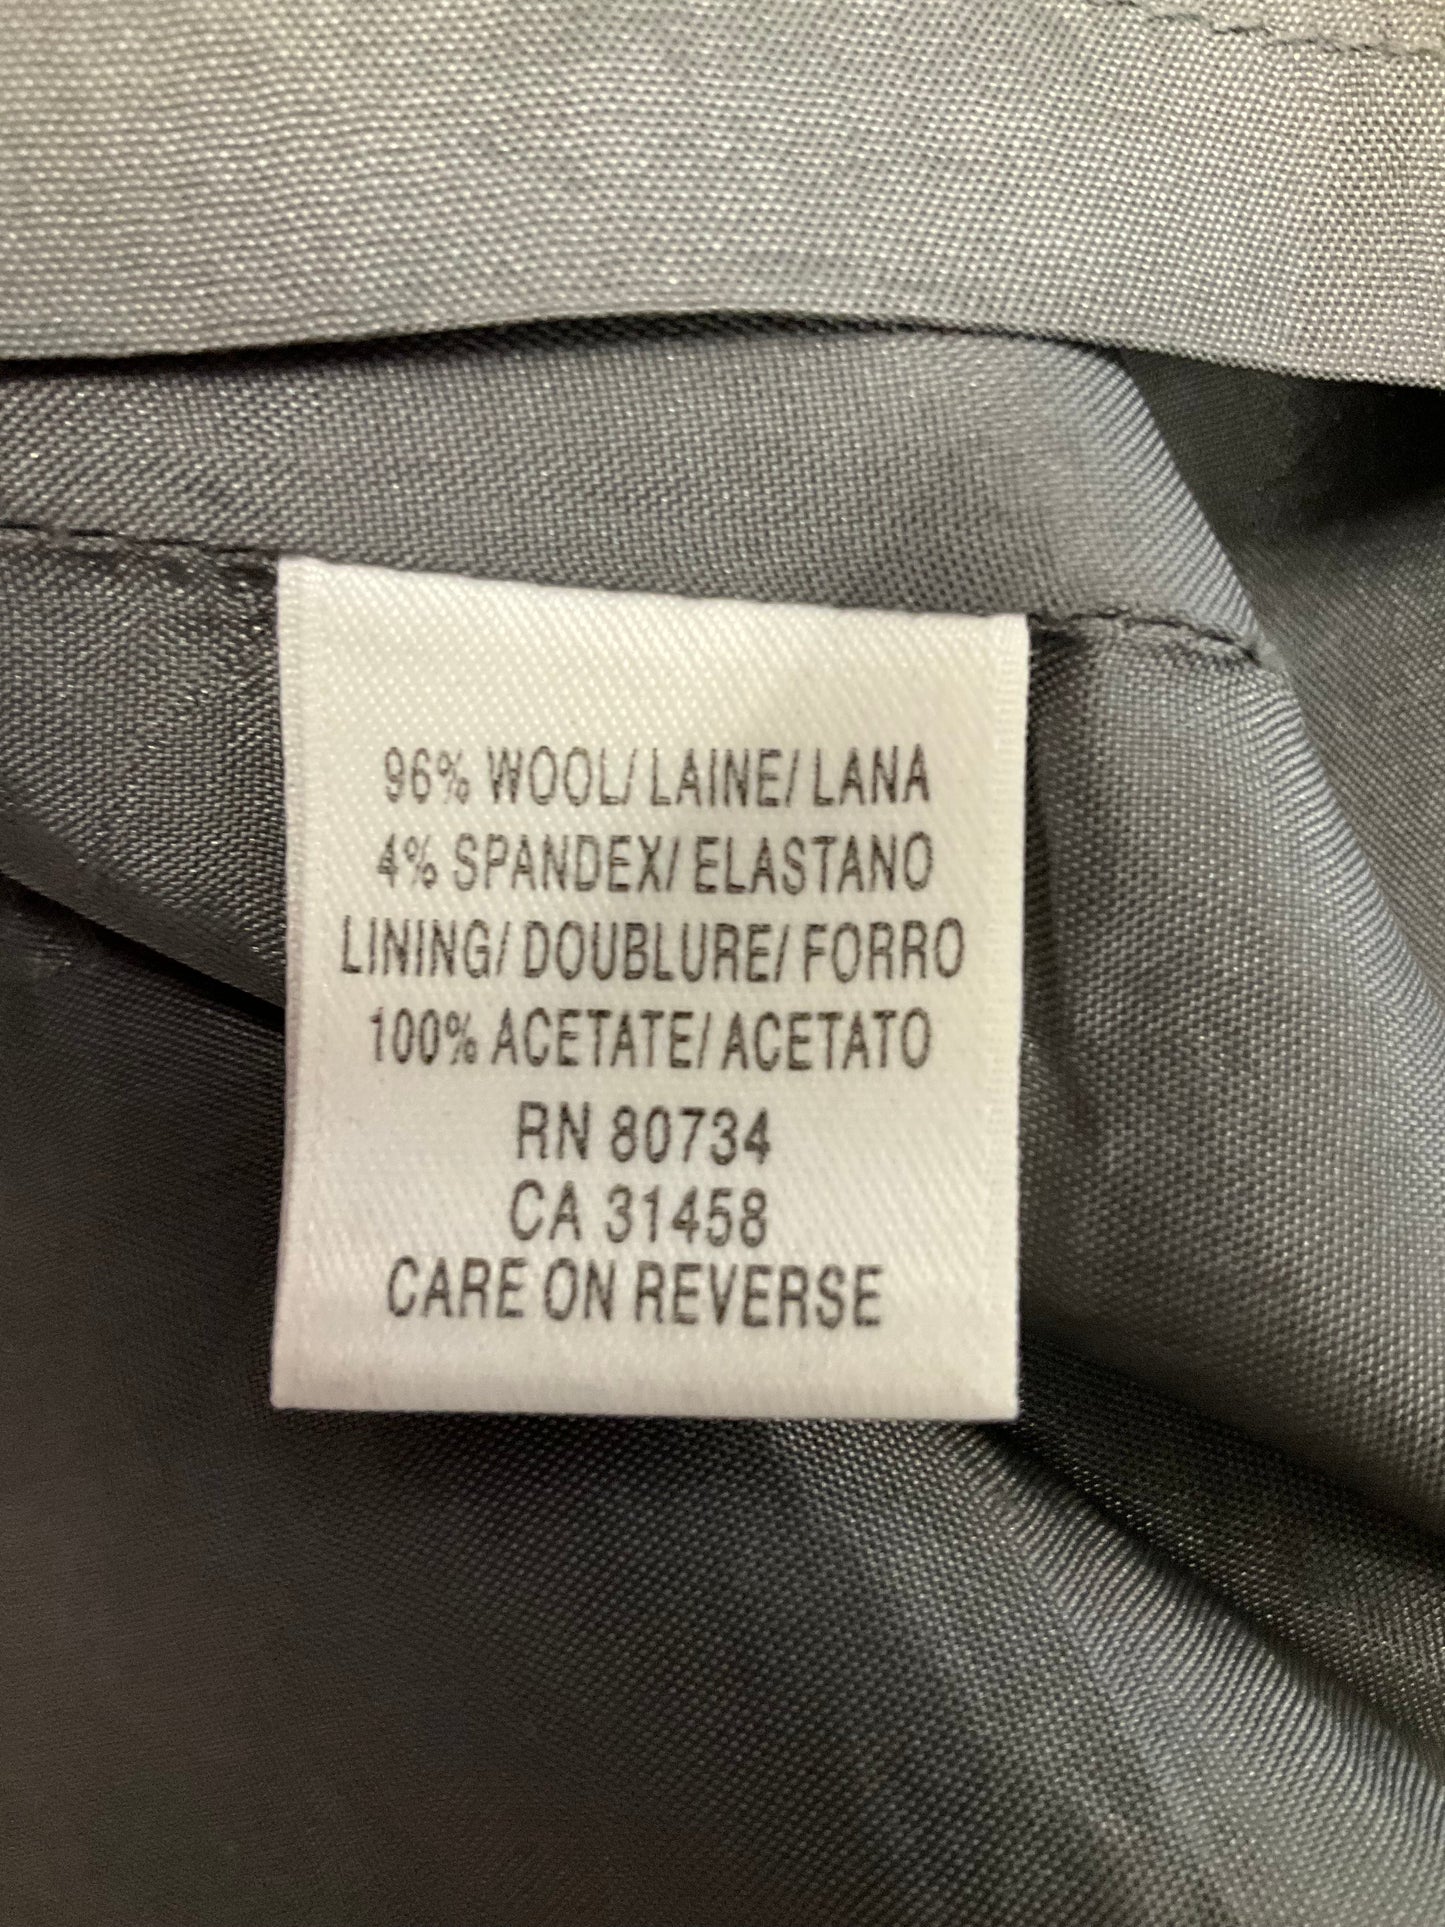 96% WOOL/ LAINE/ LANA
4% SPANDEX/ ELASTANO
LINING/ DOUBLURE/ FORRO
100% ACETATE/ ACETATO
RN 80734
CA 31458
CARE ON REVERSE